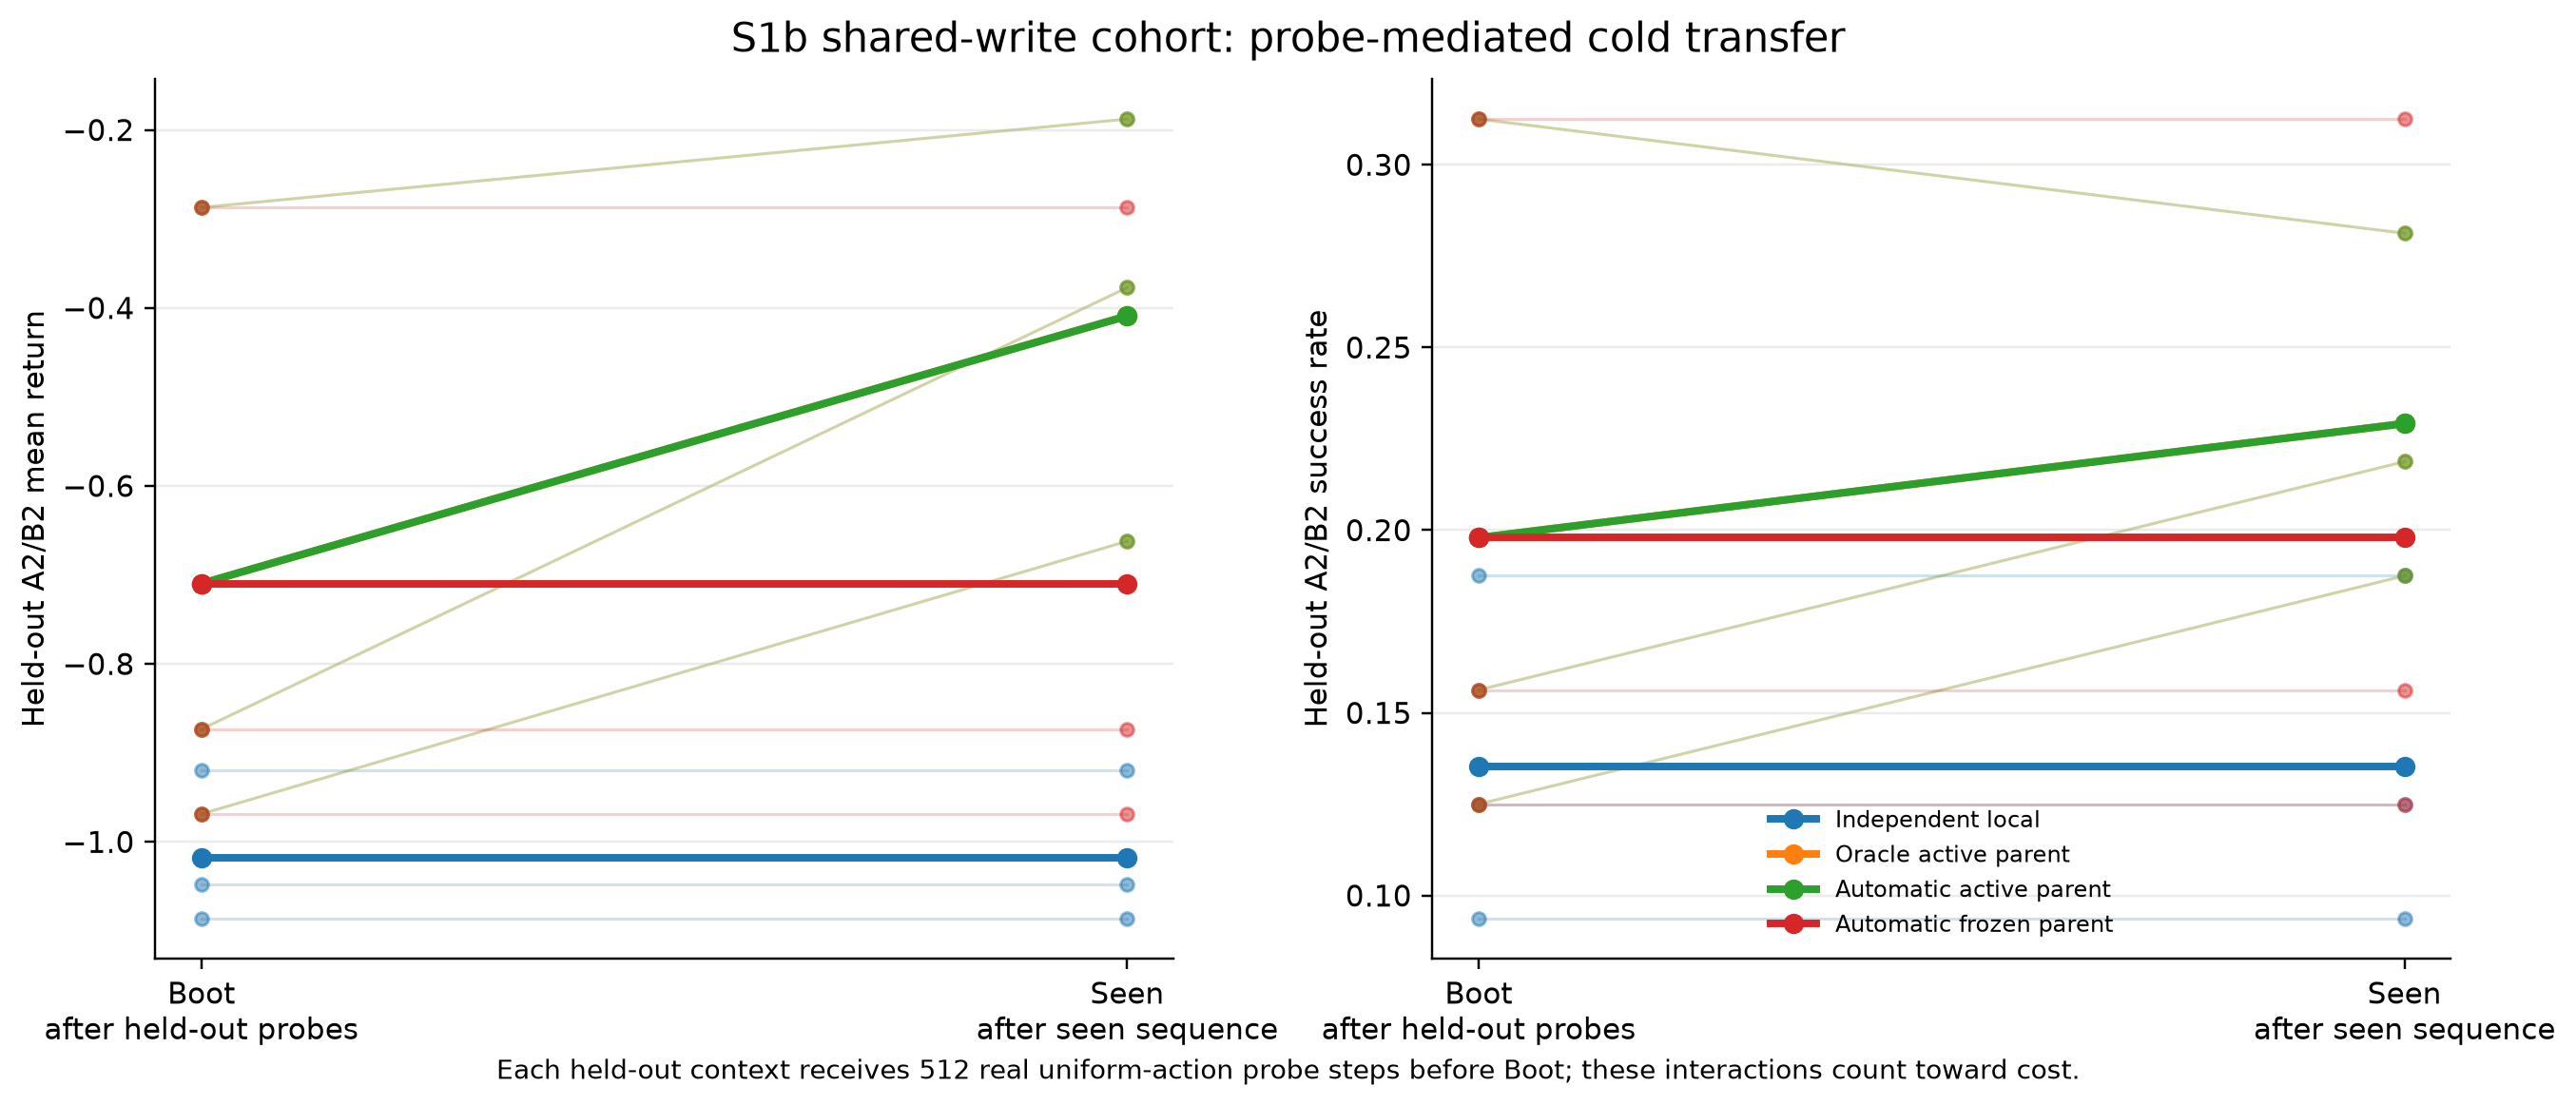 S1b shared-write cohort: probe-mediated cold transfer
Held-out A2/B2 mean return
−0.2
−0.4
−0.6
−0.8
−1.0
Boot
after held-out probes
Seen
after seen sequence
Held-out A2/B2 success rate
0.30
0.25
0.20
0.15
0.10
Independent local
Oracle active parent
Automatic active parent
Automatic frozen parent
Boot
after held-out probes
Seen
after seen sequence
Each held-out context receives 512 real uniform-action probe steps before Boot; these interactions count toward cost.